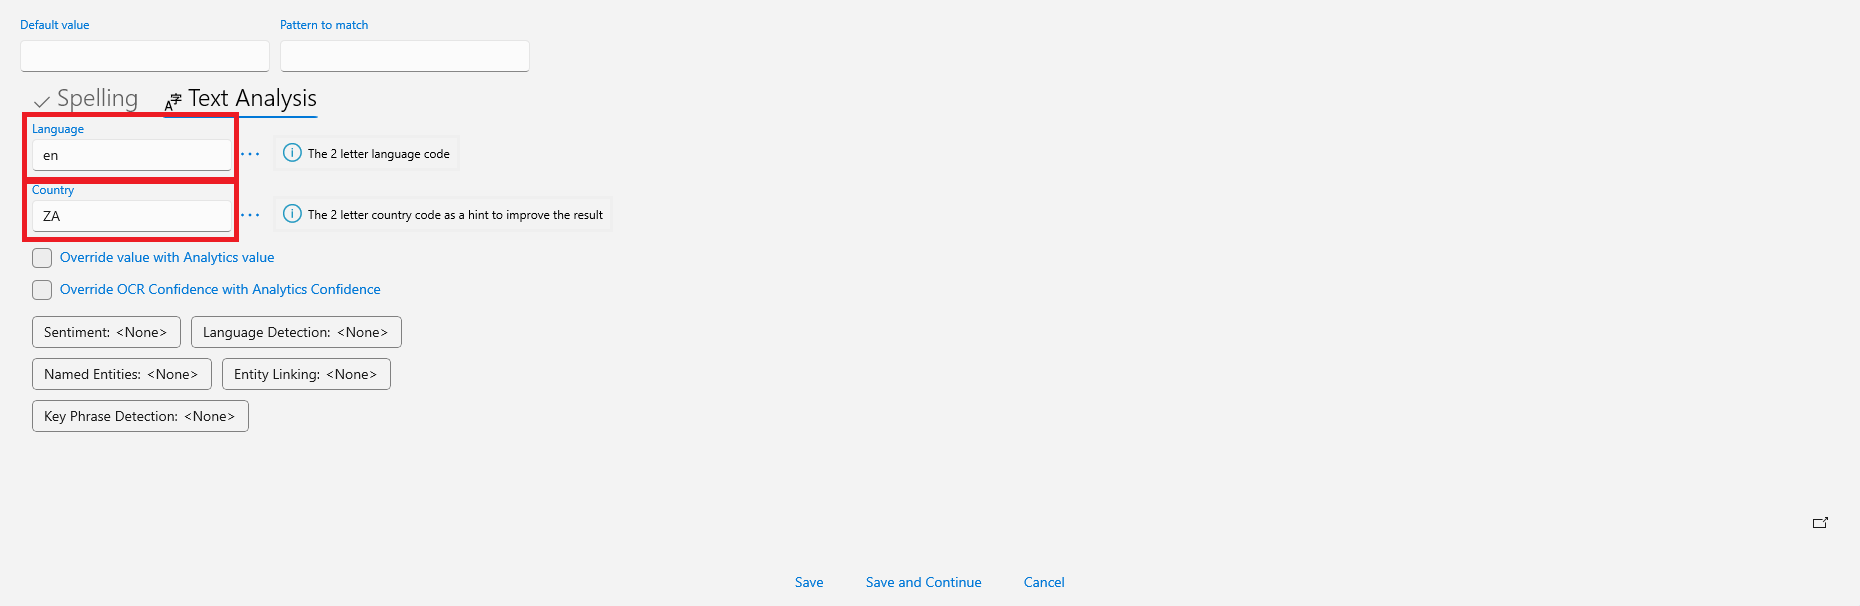 Default value Pattern to match
Spelling Text Analysis
Language
en ... The 2 letter language code
Country
ZA ... The 2 letter country code as a hint to improve the result
Override value with Analytics value
Override OCR Confidence with Analytics Confidence
Sentiment: <None> Language Detection: <None>
Named Entities: <None> Entity Linking: <None>
Key Phrase Detection: <None>
Save Save and Continue Cancel